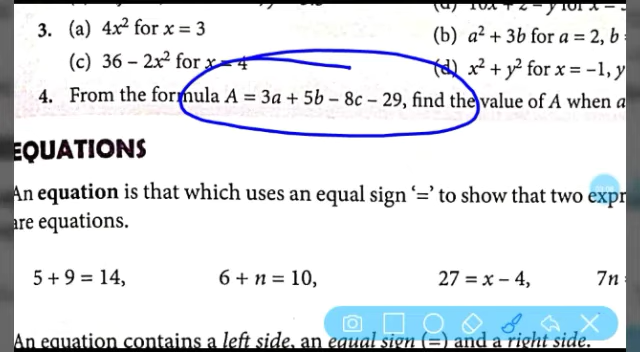 (d) 10x + 2 – y for x =
3. (a) 4x² for x = 3
(b) a² + 3b for a = 2, b
(c) 36 – 2x² for x = 4
(d) x² + y² for x = –1, y
4. From the formula A = 3a + 5b – 8c – 29, find the value of A when a
EQUATIONS
An equation is that which uses an equal sign ‘=’ to show that two expr
are equations.
5 + 9 = 14, 6 + n = 10, 27 = x – 4, 7n
An equation contains a left side, an equal sign (=) and a right side.